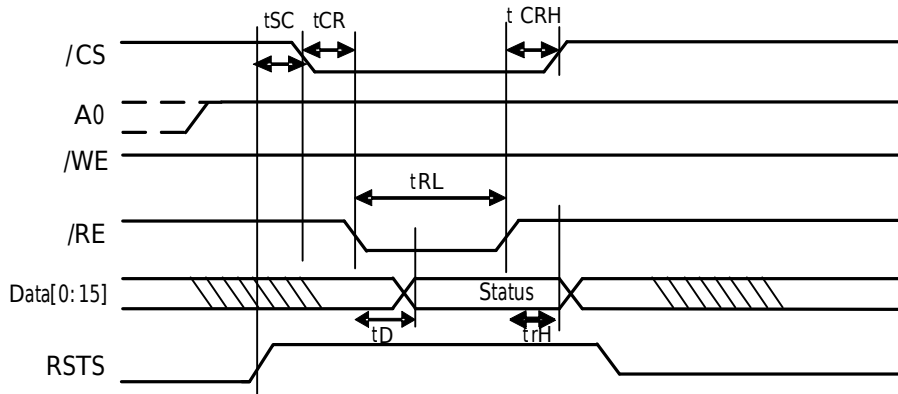 tSC tCR t CRH
/CS
A0
/WE
tRL
/RE
Data[0:15] Status
tD trH
RSTS